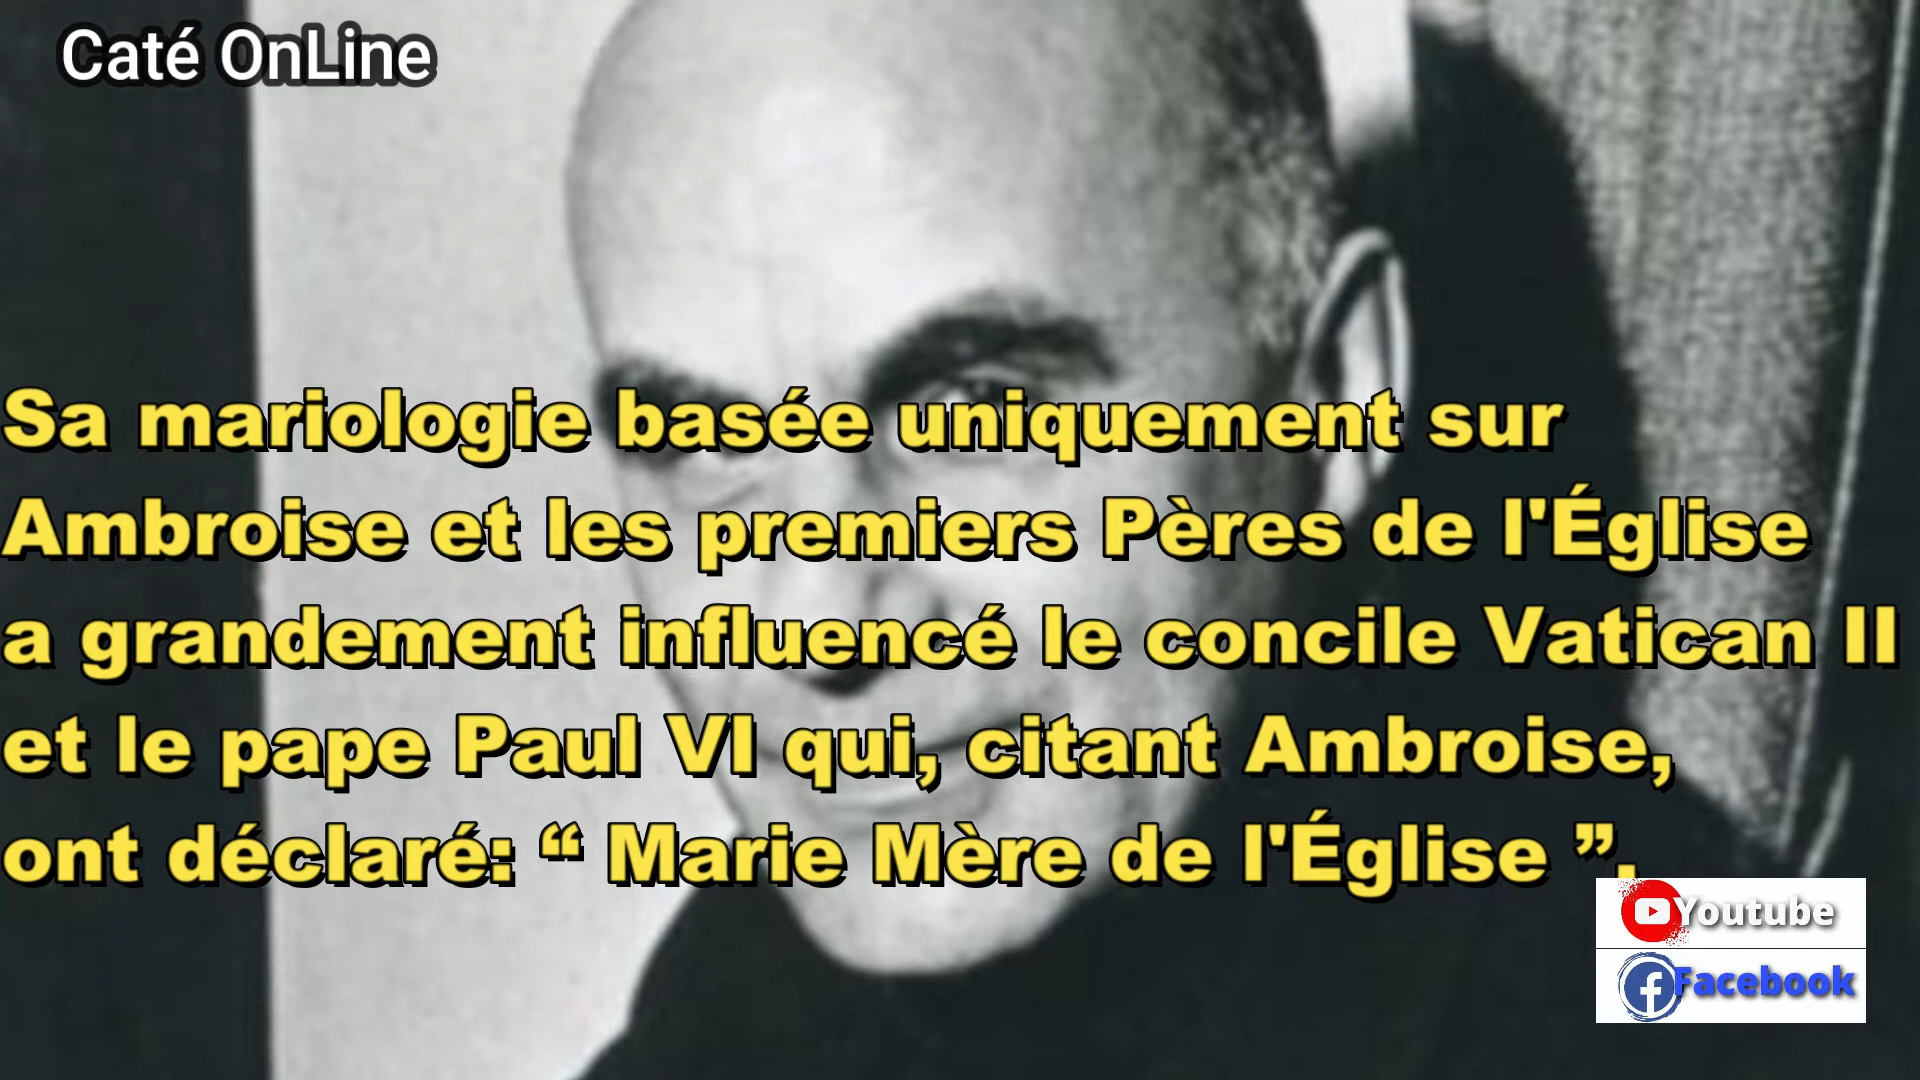 Caté OnLine
Sa mariologie basée uniquement sur
Ambroise et les premiers Pères de l'Église
a grandement influencé le concile Vatican II
et le pape Paul VI qui, citant Ambroise,
ont déclaré: “ Marie Mère de l'Église ”.
Youtube
Facebook